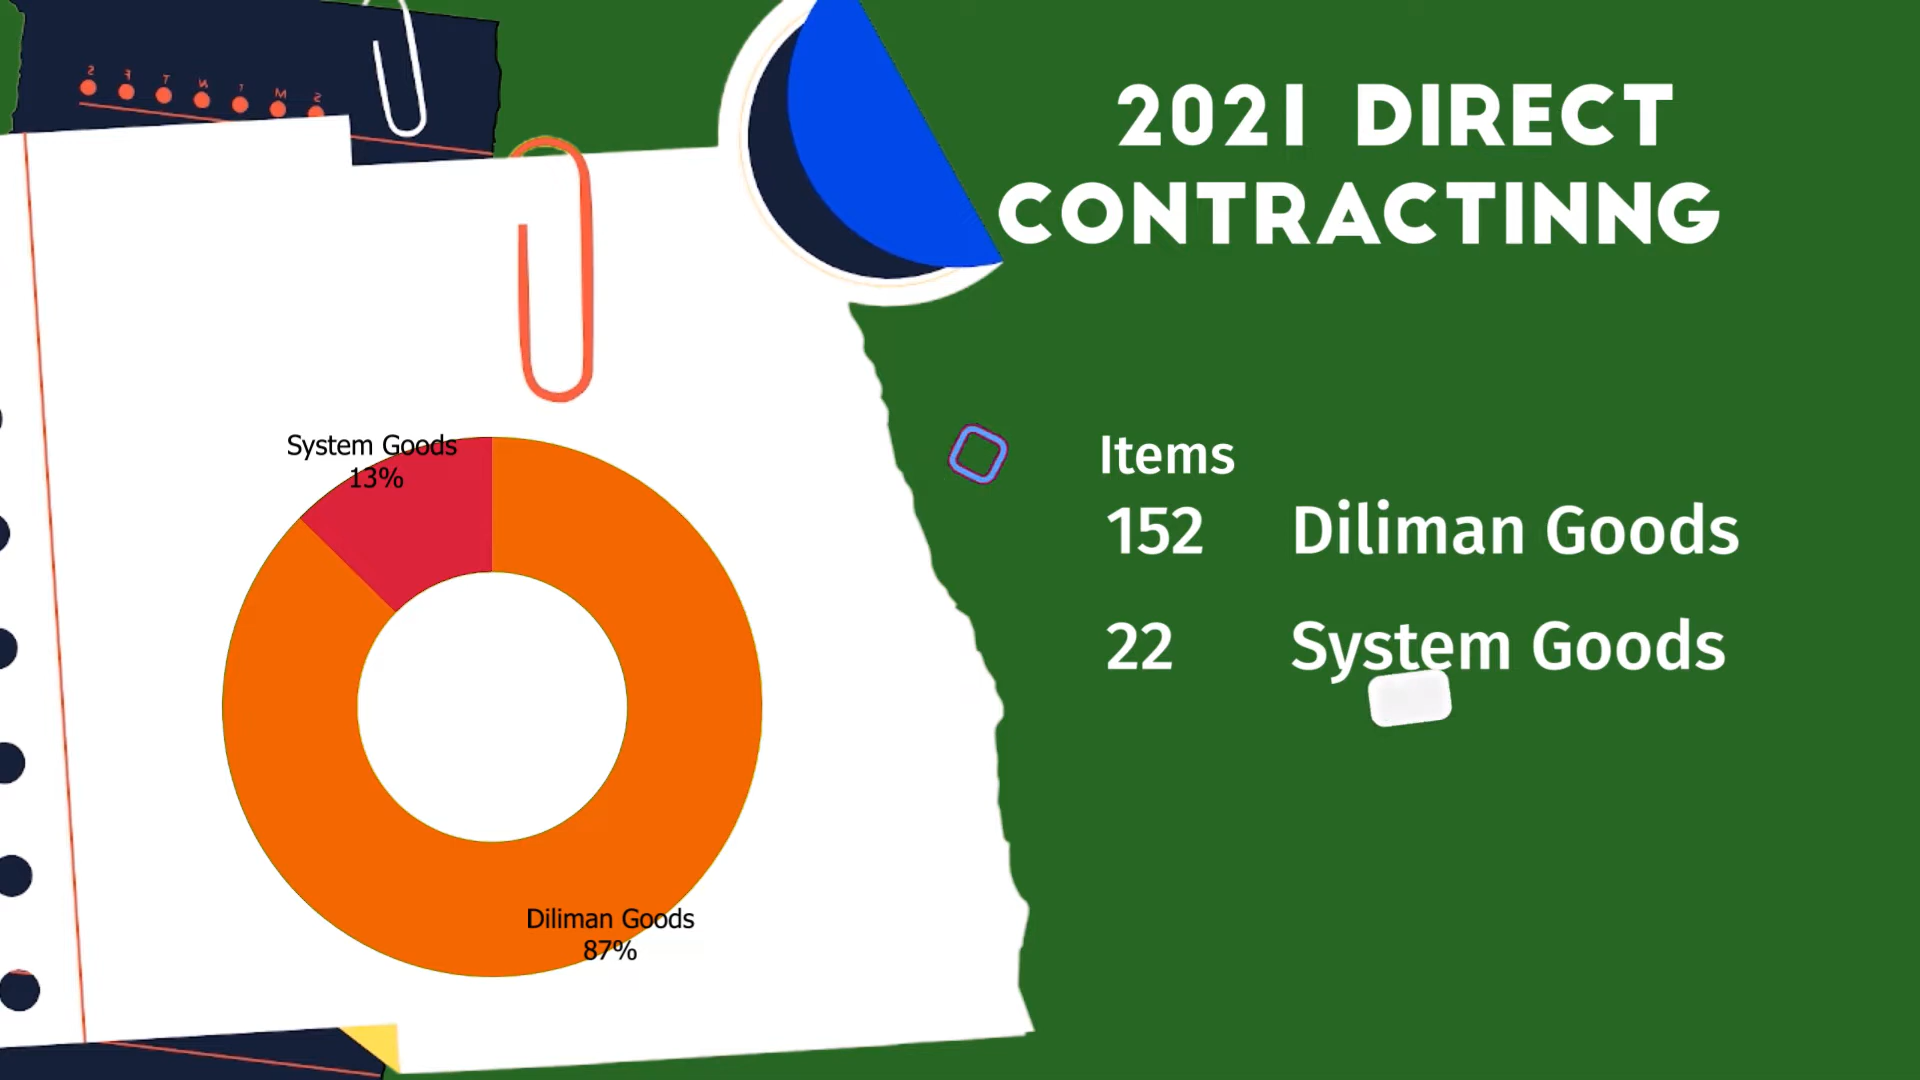 2021 DIRECT
CONTRACTINNG
S F T W T M S
System Goods
13%
Diliman Goods
87%
Items
152 Diliman Goods
22 System Goods